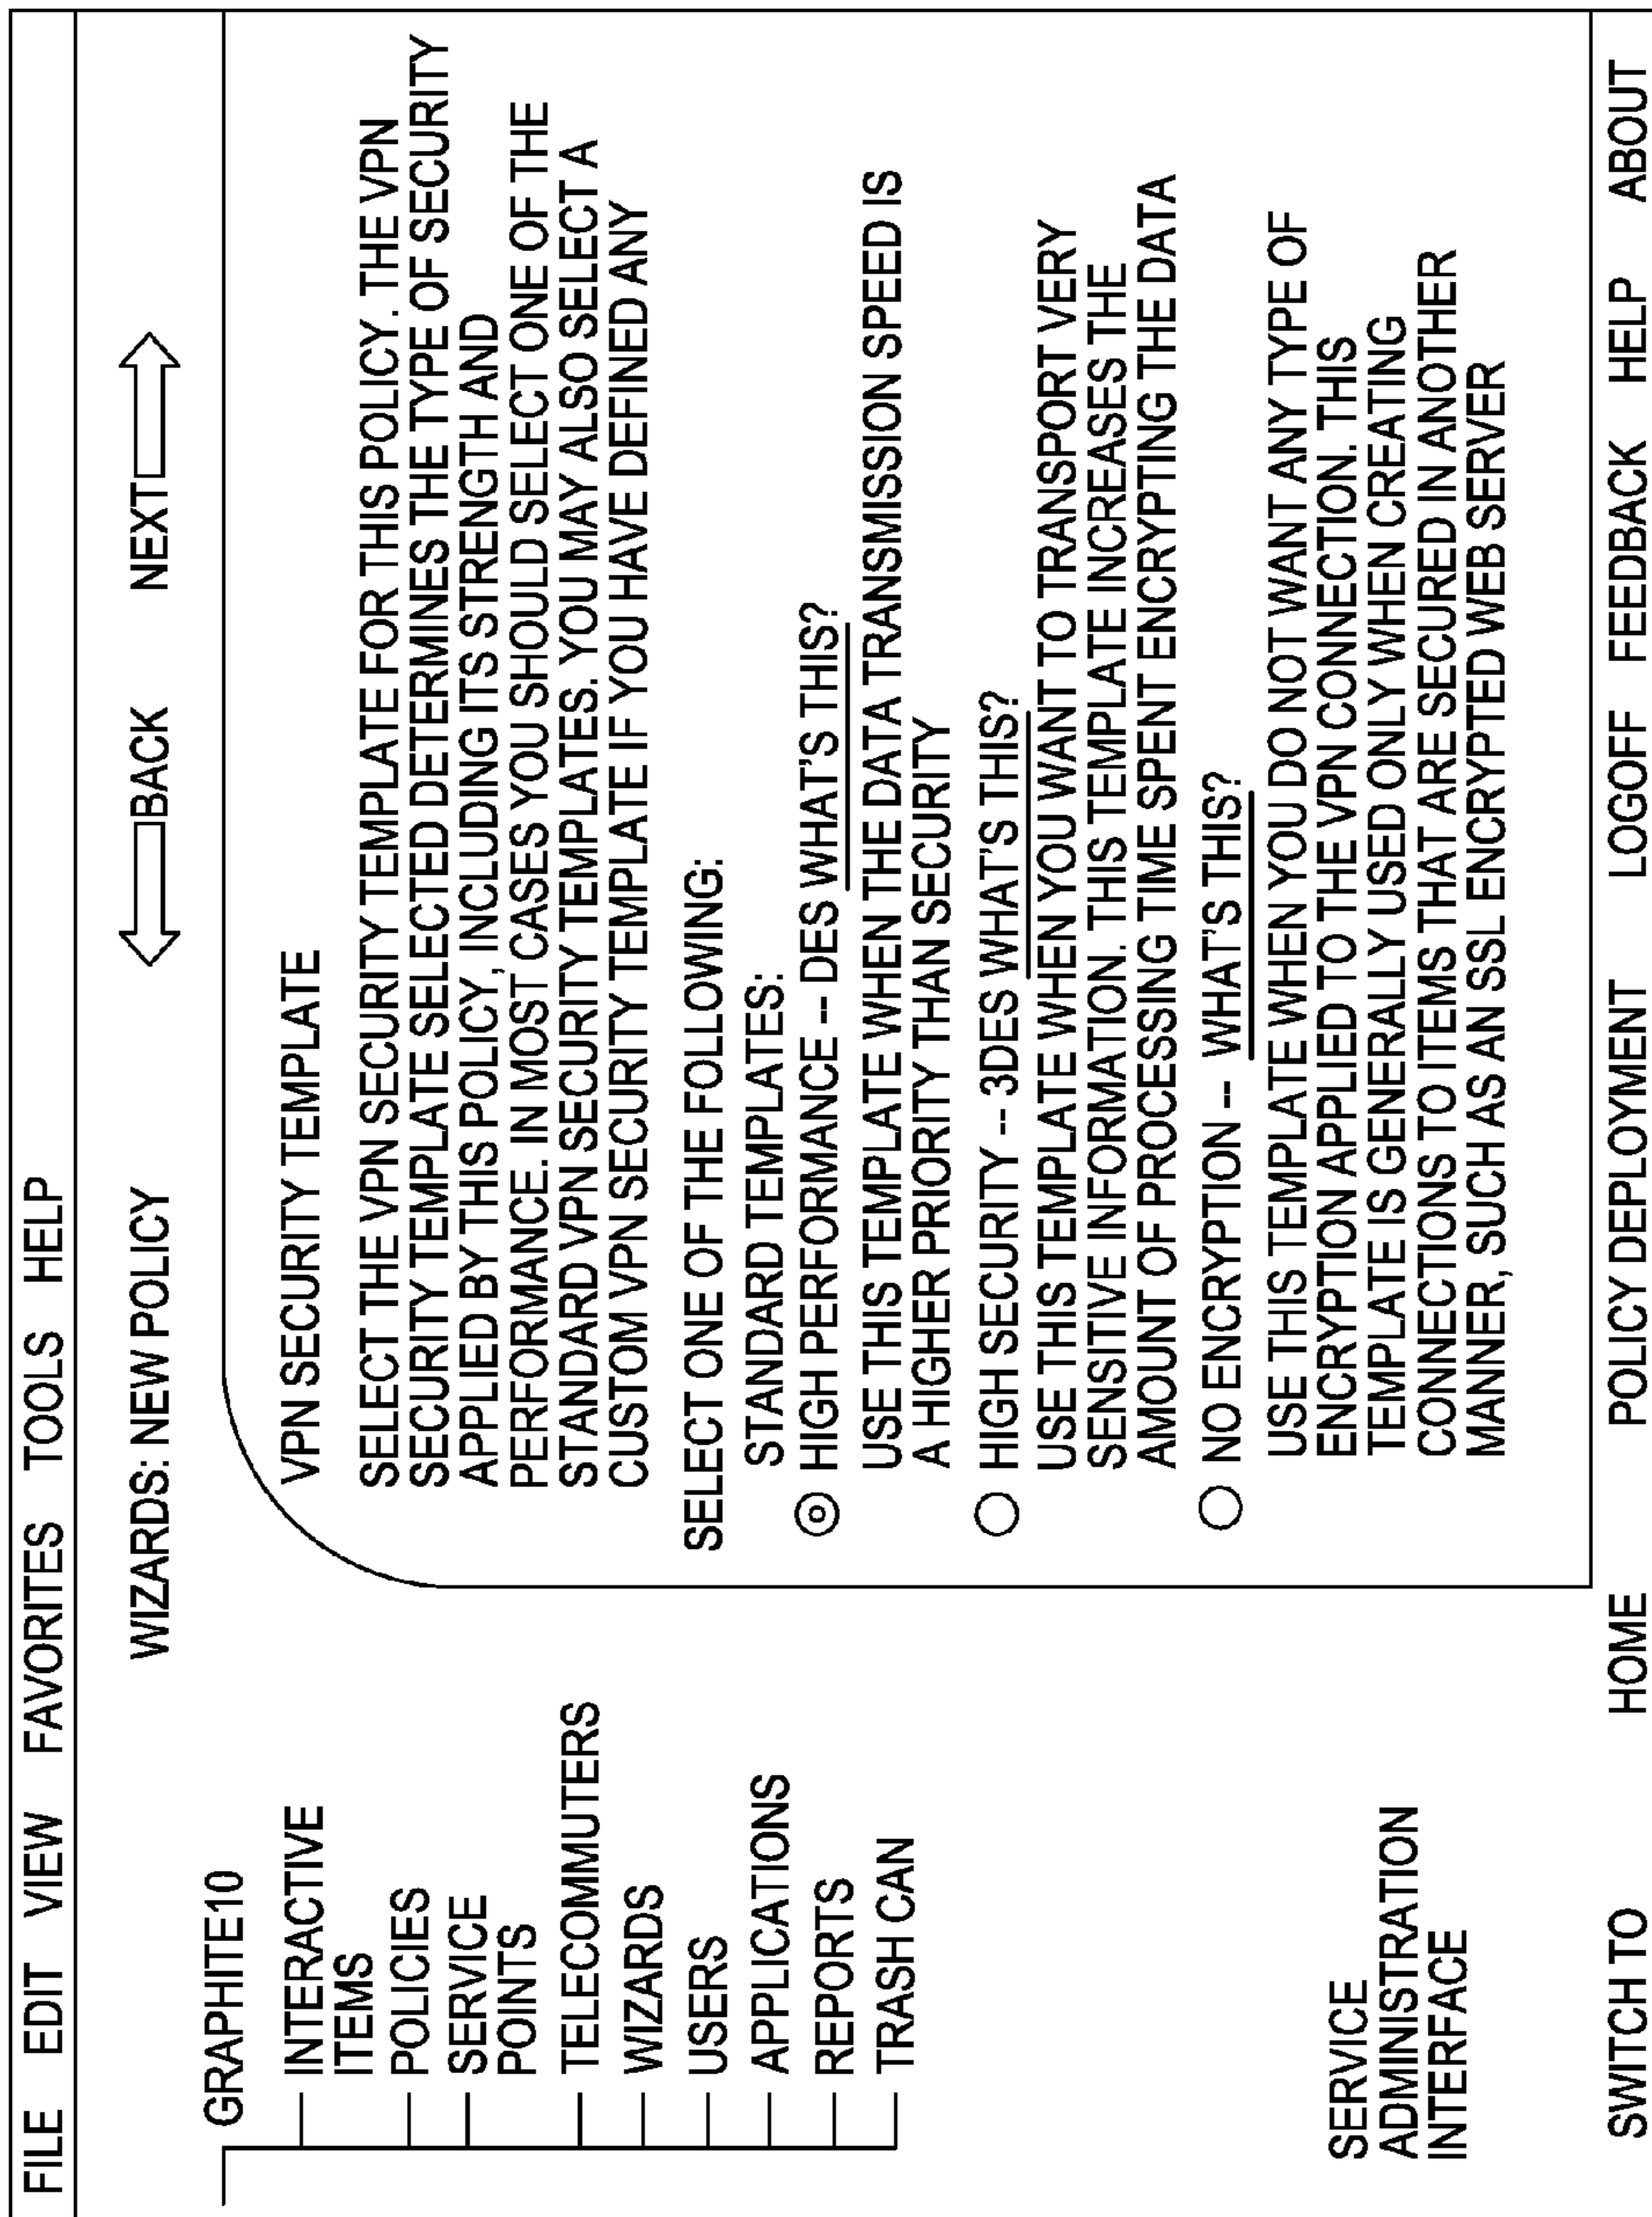 FILE EDIT VIEW FAVORITES TOOLS HELP
WIZARDS: NEW POLICY
BACK
NEXT
GRAPHITE10
INTERACTIVE
ITEMS
POLICIES
SERVICE
POINTS
TELECOMMUTERS
WIZARDS
USERS
APPLICATIONS
REPORTS
TRASH CAN
SERVICE
ADMINISTRATION
INTERFACE
VPN SECURITY TEMPLATE
SELECT THE VPN SECURITY TEMPLATE FOR THIS POLICY. THE VPN
SECURITY TEMPLATE SELECTED DETERMINES THE TYPE OF SECURITY
APPLIED BY THIS POLICY, INCLUDING ITS STRENGTH AND
PERFORMANCE. IN MOST CASES YOU SHOULD SELECT ONE OF THE
STANDARD VPN SECURITY TEMPLATES. YOU MAY ALSO SELECT A
CUSTOM VPN SECURITY TEMPLATE IF YOU HAVE DEFINED ANY
SELECT ONE OF THE FOLLOWING:
STANDARD TEMPLATES:
HIGH PERFORMANCE -- DES WHAT'S THIS?
USE THIS TEMPLATE WHEN THE DATA TRANSMISSION SPEED IS
A HIGHER PRIORITY THAN SECURITY
HIGH SECURITY -- 3DES WHAT'S THIS?
USE THIS TEMPLATE WHEN YOU WANT TO TRANSPORT VERY
SENSITIVE INFORMATION. THIS TEMPLATE INCREASES THE
AMOUNT OF PROCESSING TIME SPENT ENCRYPTING THE DATA
NO ENCRYPTION -- WHAT'S THIS?
USE THIS TEMPLATE WHEN YOU DO NOT WANT ANY TYPE OF
ENCRYPTION APPLIED TO THE VPN CONNECTION. THIS
TEMPLATE IS GENERALLY USED ONLY WHEN CREATING
CONNECTIONS TO ITEMS THAT ARE SECURED IN ANOTHER
MANNER, SUCH AS AN SSL ENCRYPTED WEB SERVER
SWITCH TO HOME POLICY DEPLOYMENT LOGOFF FEEDBACK HELP ABOUT